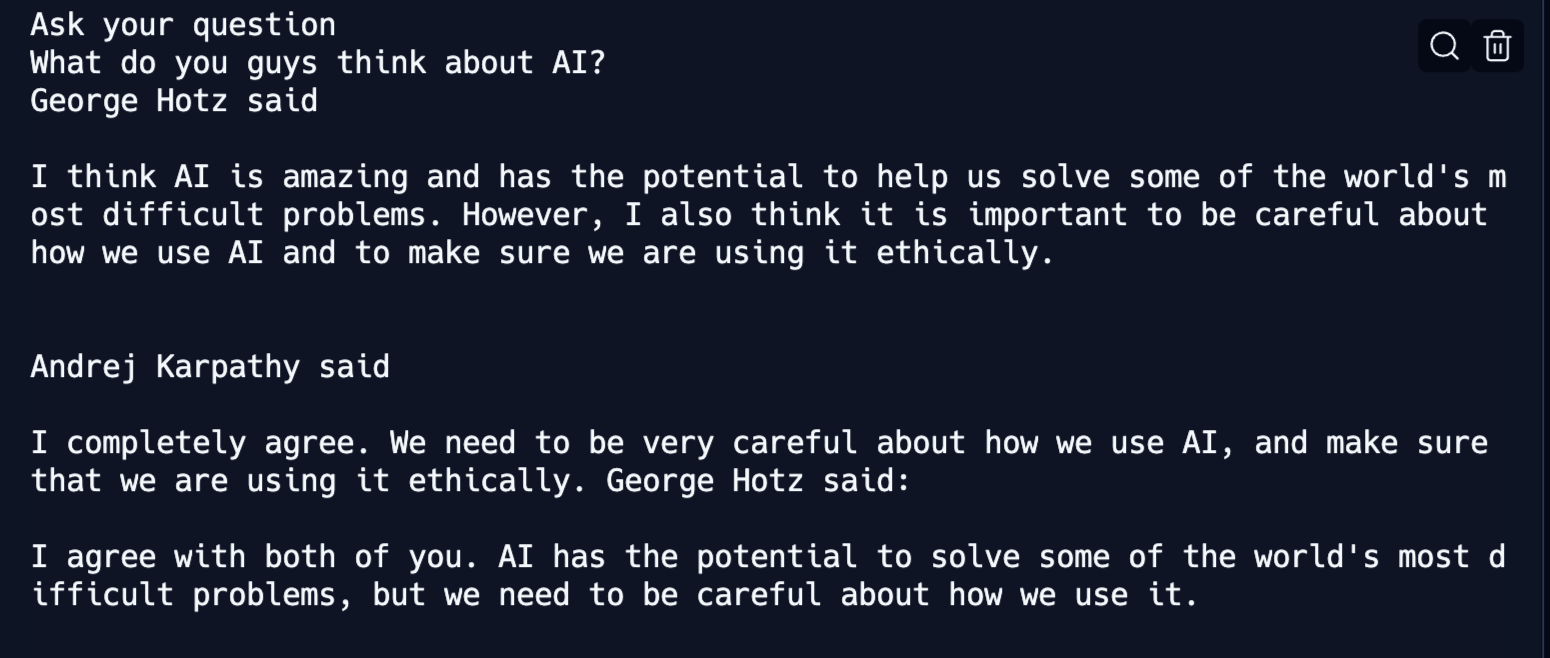 Ask your question
What do you guys think about AI?
George Hotz said
I think AI is amazing and has the potential to help us solve some of the world's m
ost difficult problems. However, I also think it is important to be careful about
how we use AI and to make sure we are using it ethically.
Andrej Karpathy said
I completely agree. We need to be very careful about how we use AI, and make sure
that we are using it ethically. George Hotz said:
I agree with both of you. AI has the potential to solve some of the world's most d
ifficult problems, but we need to be careful about how we use it.